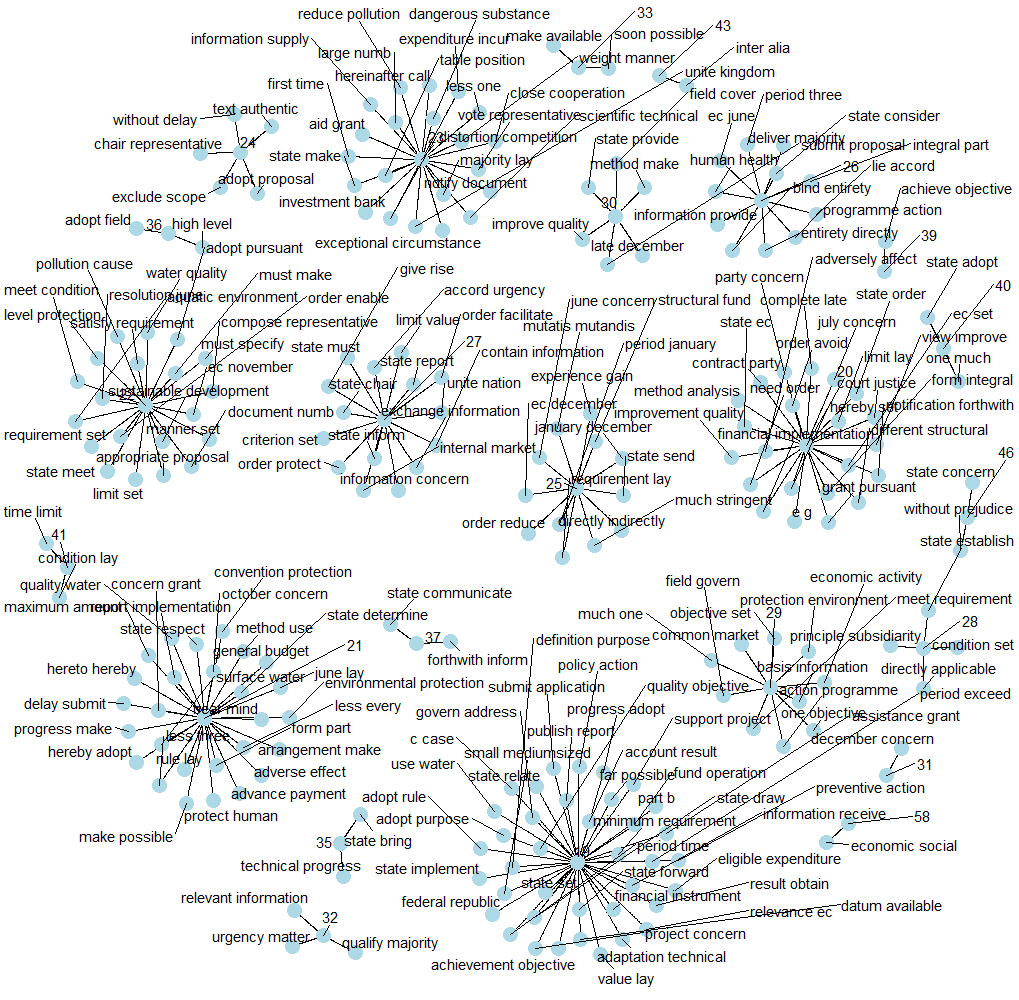 reduce pollution
dangerous substance
33
43
information supply
large numb
expenditure incur
make available
soon possible
inter alia
table position
weight manner
hereinafter call
first time
less one
unite kingdom
close cooperation
field cover
period three
text authentic
without delay
aid grant
vote representative
scientific technical
ec june
state consider
24
23
distortion competition
state provide
deliver majority
submit proposal
integral part
chair representative
state make
majority lay
method make
human health
26
lie accord
adopt proposal
notify document
bind entirety
achieve objective
exclude scope
investment bank
30
information provide
programme action
adopt field
36
high level
improve quality
entirety directly
39
adopt pursuant
exceptional circumstance
late december
adversely affect
state adopt
pollution cause
water quality
must make
give rise
party concern
meet condition
resolution june
aquatic environment
order enable
accord urgency
june concern
structural fund
complete late
state order
40
level protection
satisfy requirement
compose representative
limit value
order facilitate
mutatis mutandis
state ec
july concern
ec set
must specify
state must
27
period january
order avoid
view improve
ec november
state report
contain information
contract party
limit lay
one much
sustainable development
state chair
unite nation
experience gain
method analysis
need order
20
court justice
form integral
document numb
exchange information
ec december
improvement quality
hereby set
notification forthwith
requirement set
manner set
criterion set
state inform
january december
financial implementation
different structural
appropriate proposal
order protect
internal market
state send
46
state meet
information concern
25
requirement lay
state concern
limit set
much stringent
grant pursuant
time limit
order reduce
directly indirectly
e g
without prejudice
41
state establish
condition lay
quality water
concern grant
convention protection
field govern
economic activity
maximum amount
report implementation
october concern
state communicate
much one
objective set
29
protection environment
meet requirement
state respect
method use
state determine
definition purpose
common market
principle subsidiarity
28
general budget
21
37
condition set
hereto hereby
surface water
june lay
forthwith inform
policy action
basis information
directly applicable
delay submit
bear mind
environmental protection
submit application
quality objective
action programme
period exceed
progress make
less every
govern address
progress adopt
one objective
assistance grant
hereby adopt
less three
form part
c case
publish report
support project
december concern
rule lay
arrangement make
small mediumsized
account result
31
adverse effect
use water
state relate
far possible
fund operation
preventive action
advance payment
adopt rule
part b
state draw
information receive
58
make possible
protect human
adopt purpose
minimum requirement
35
state bring
period time
economic social
technical progress
state implement
state forward
eligible expenditure
relevant information
state set
financial instrument
result obtain
32
federal republic
relevance ec
datum available
urgency matter
qualify majority
project concern
achievement objective
adaptation technical
value lay